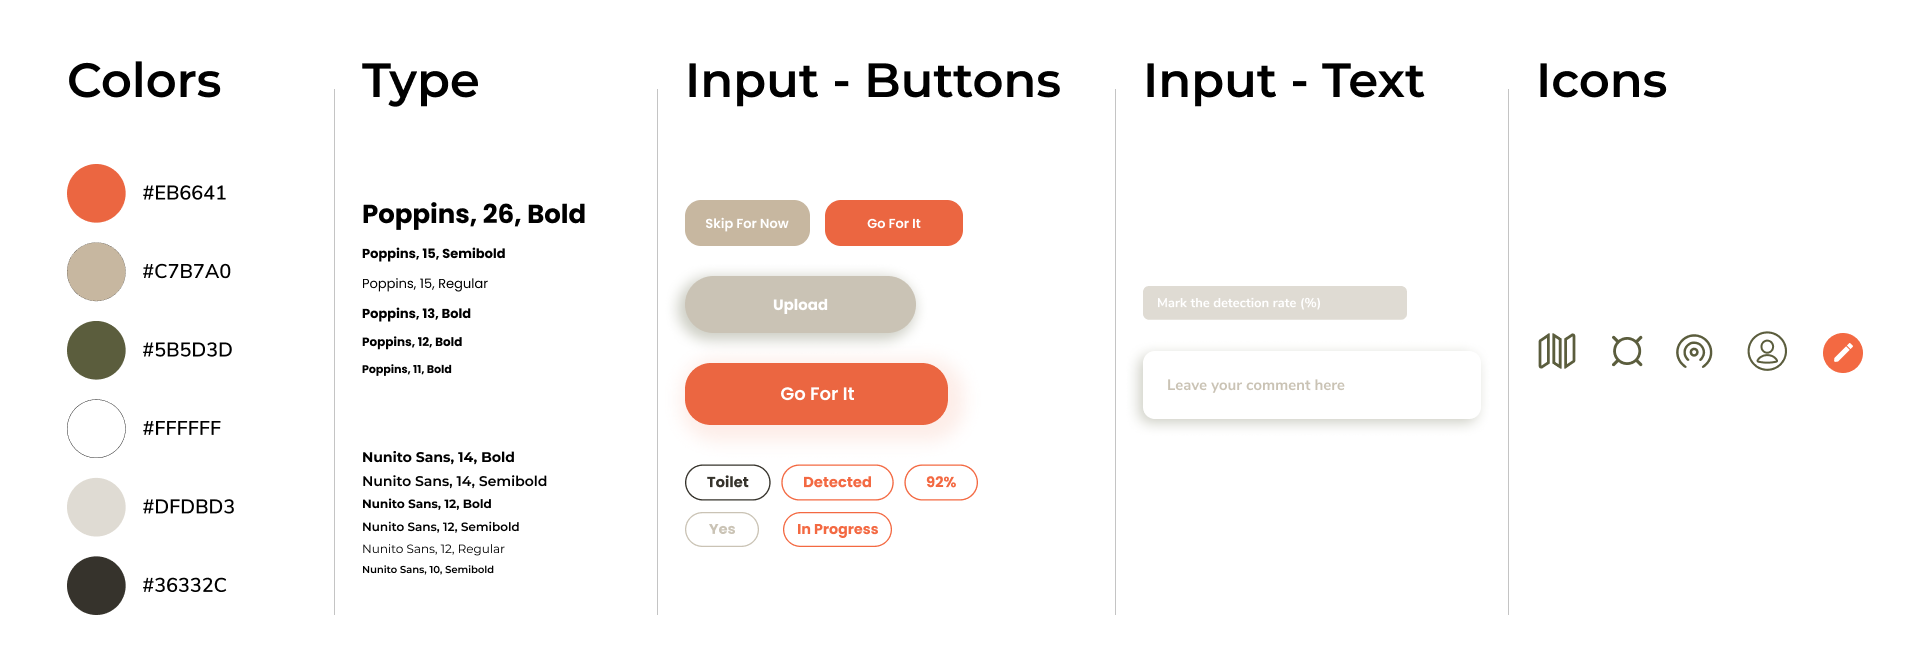 Colors
#EB6641
#C7B7A0
#5B5D3D
#FFFFFF
#DFDBD3
#36332C
Type
Poppins, 26, Bold
Poppins, 15, Semibold
Poppins, 15, Regular
Poppins, 13, Bold
Poppins, 12, Bold
Poppins, 11, Bold
Nunito Sans, 14, Bold
Nunito Sans, 14, Semibold
Nunito Sans, 12, Bold
Nunito Sans, 12, Semibold
Nunito Sans, 12, Regular
Nunito Sans, 10, Semibold
Input - Buttons
Skip For Now
Go For It
Upload
Go For It
Toilet
Detected
92%
Yes
In Progress
Input - Text
Mark the detection rate (%)
Leave your comment here
Icons